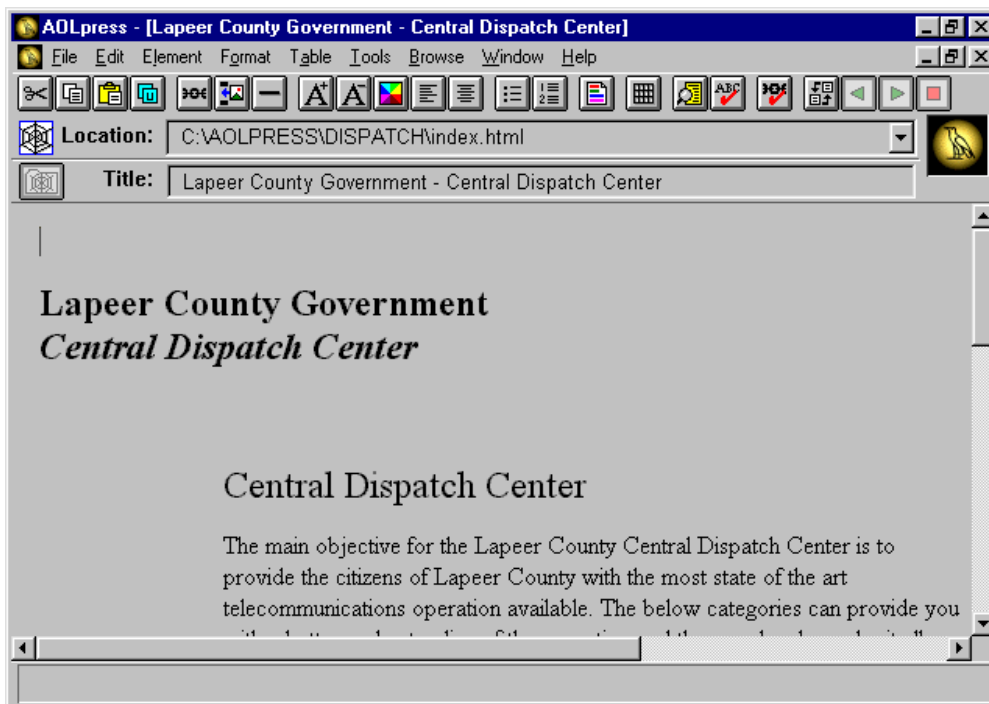 AOLpress - [Lapeer County Government - Central Dispatch Center]
File Edit Element Format Table Tools Browse Window Help
A+ A- ABC
Location: C:\AOLPRESS\DISPATCH\index.html
Title: Lapeer County Government - Central Dispatch Center
Lapeer County Government
Central Dispatch Center
Central Dispatch Center
The main objective for the Lapeer County Central Dispatch Center is to
provide the citizens of Lapeer County with the most state of the art
telecommunications operation available. The below categories can provide you